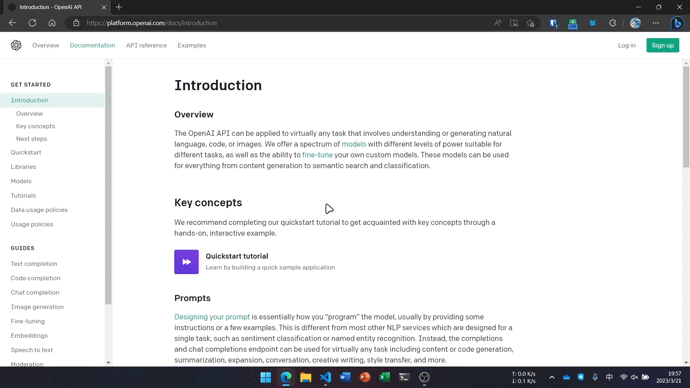 Introduction - OpenAI API
https://platform.openai.com/docs/introduction
Overview Documentation API reference Examples Log in Sign up
GET STARTED
Introduction
Overview
Key concepts
Next steps
Quickstart
Libraries
Models
Tutorials
Data usage policies
Usage policies
GUIDES
Text completion
Code completion
Chat completion
Image generation
Fine-tuning
Embeddings
Speech to text
Moderation
Introduction
Overview
The OpenAI API can be applied to virtually any task that involves understanding or generating natural
language, code, or images. We offer a spectrum of models with different levels of power suitable for
different tasks, as well as the ability to fine-tune your own custom models. These models can be used
for everything from content generation to semantic search and classification.
Key concepts
We recommend completing our quickstart tutorial to get acquainted with key concepts through a
hands-on, interactive example.
Quickstart tutorial
Learn by building a quick sample application
Prompts
Designing your prompt is essentially how you “program” the model, usually by providing some
instructions or a few examples. This is different from most other NLP services which are designed for a
single task, such as sentiment classification or named entity recognition. Instead, the completions
and chat completions endpoint can be used for virtually any task including content or code generation,
summarization, expansion, conversation, creative writing, style transfer, and more.
↑: 0.0 K/s
↓: 0.1 K/s
中
19:57
2023/3/21